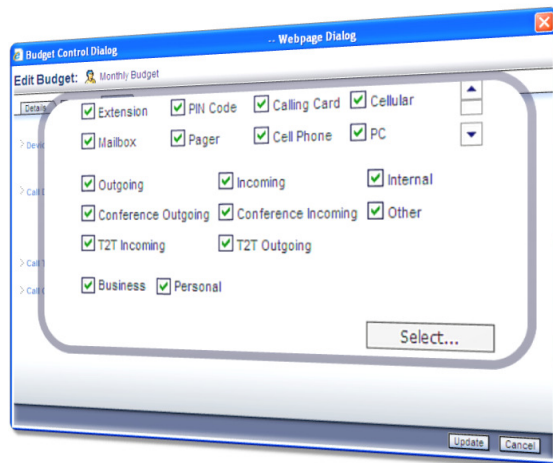 Budget Control Dialog -- Webpage Dialog
Edit Budget: Monthly Budget
Details
Extension PIN Code Calling Card Cellular
Mailbox Pager Cell Phone PC
Outgoing Incoming Internal
Conference Outgoing Conference Incoming Other
T2T Incoming T2T Outgoing
Business Personal
Select...
Update Cancel